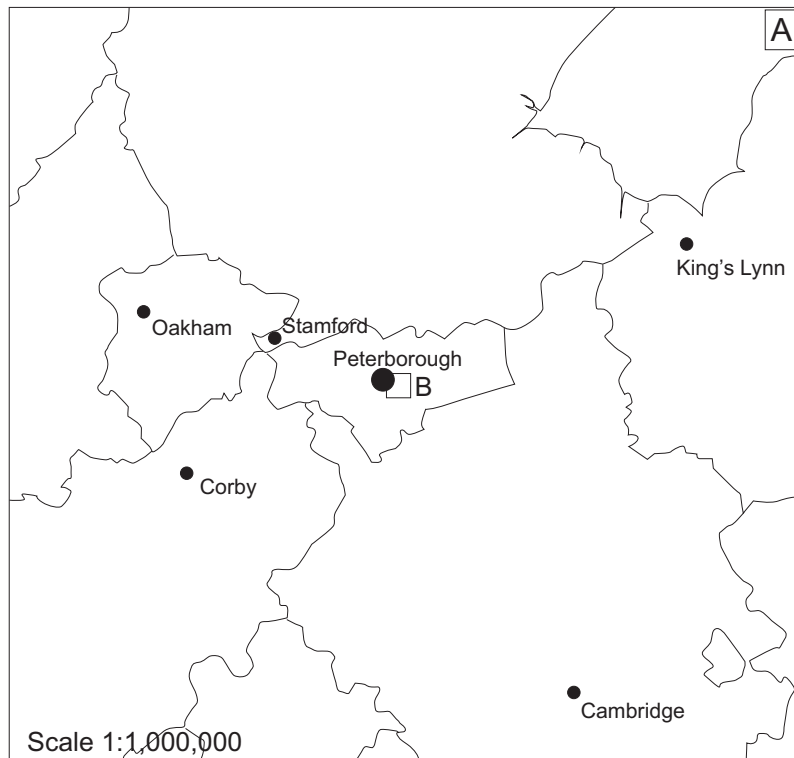 A
King's Lynn
Oakham
Stamford
Peterborough
B
Corby
Cambridge
Scale 1:1,000,000